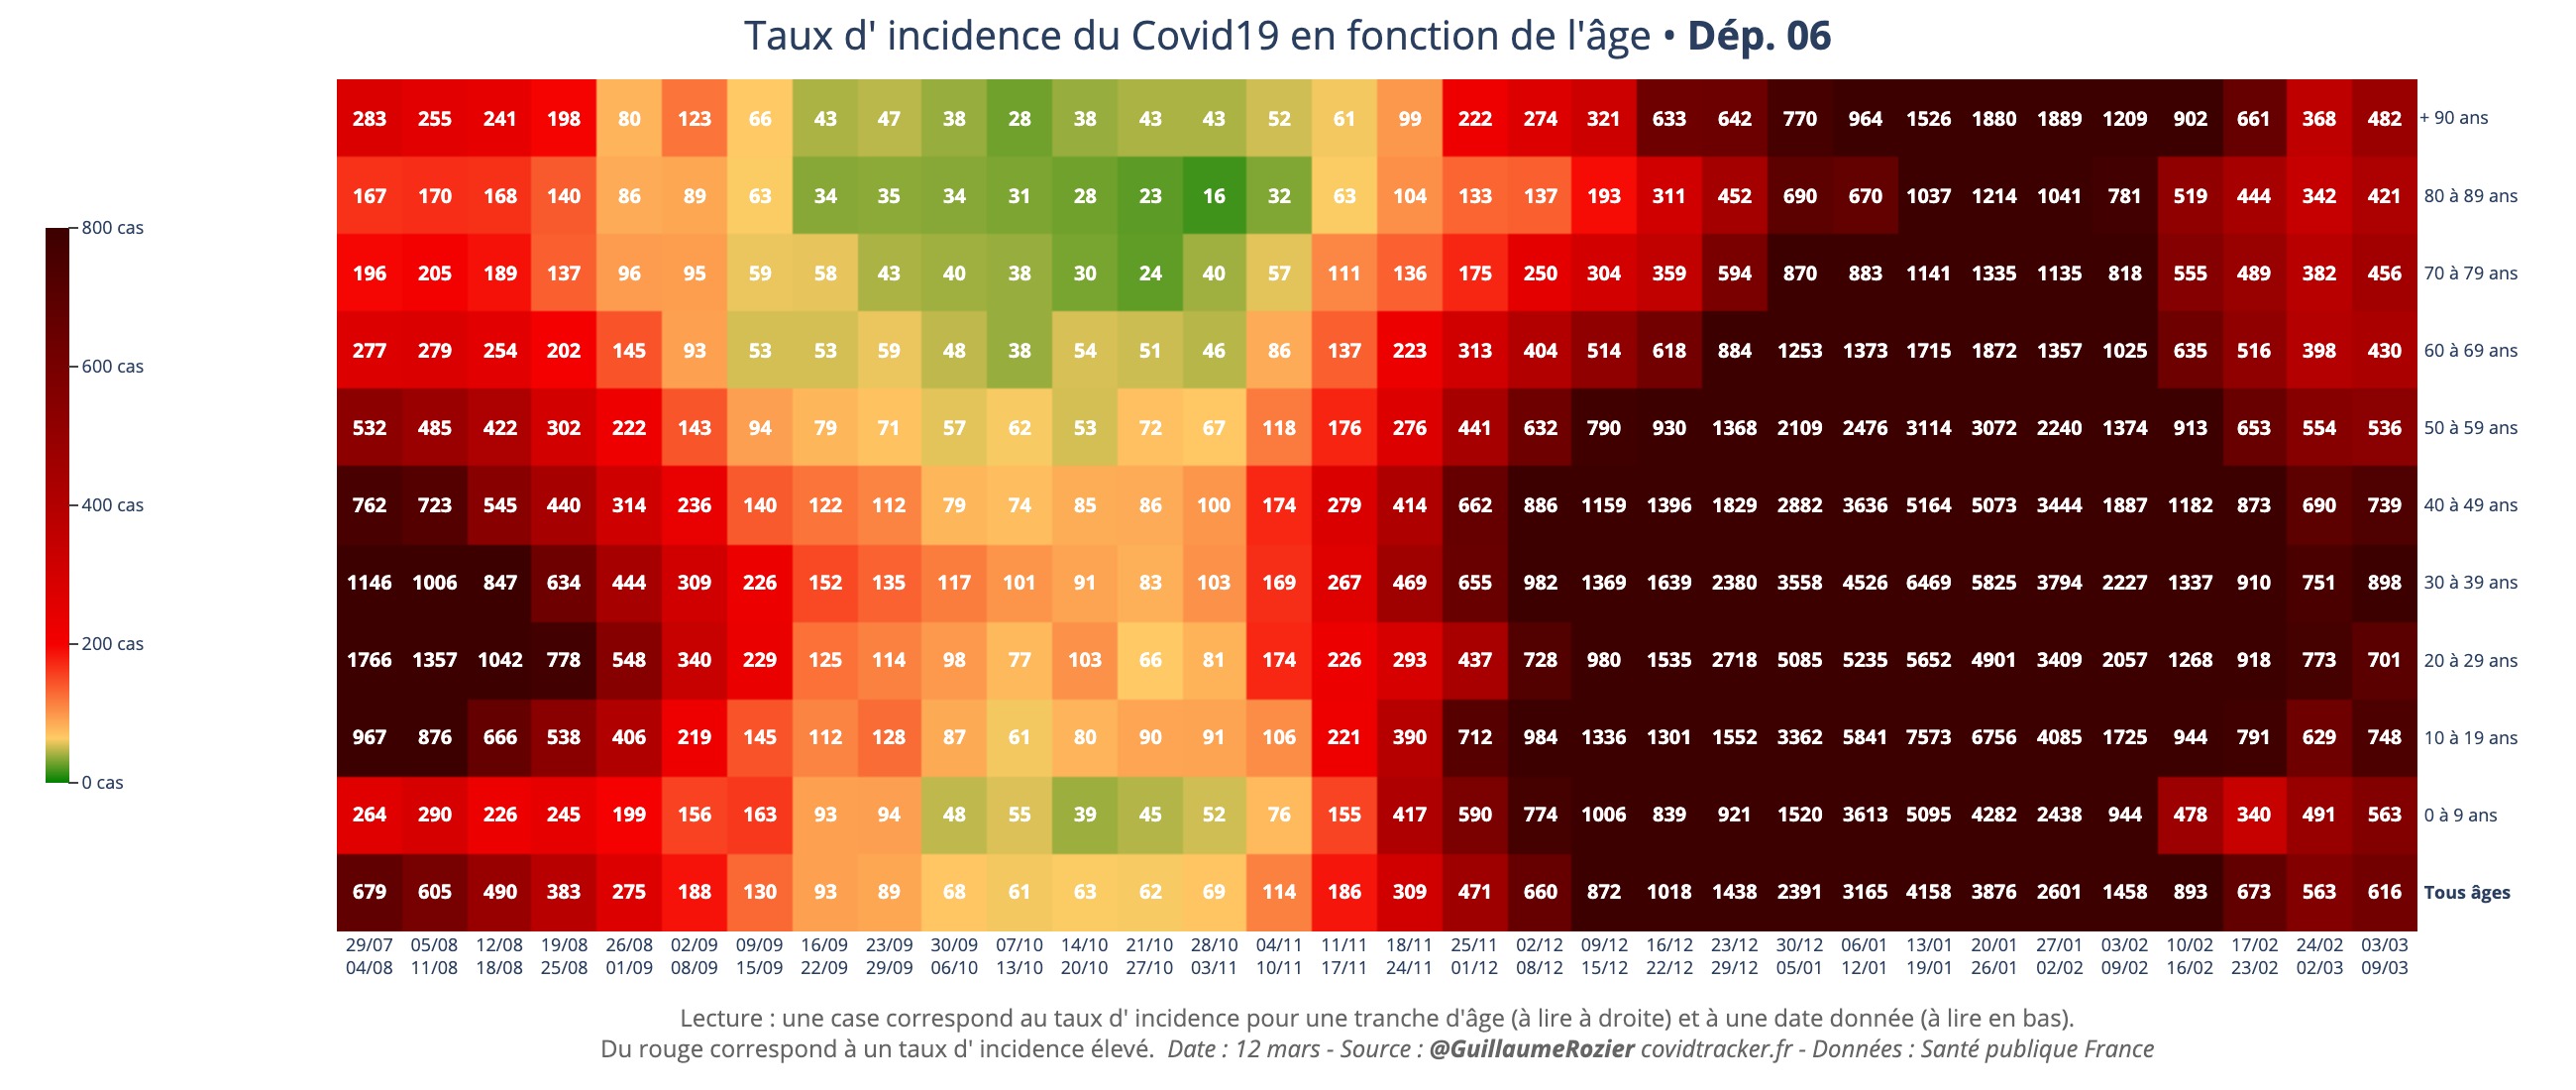 Taux d' incidence du Covid19 en fonction de l'âge • Dép. 06
283 255 241 198 80 123 66 43 47 38 28 38 43 43 52 61 99 222 274 321 633 642 770 964 1526 1880 1889 1209 902 661 368 482 + 90 ans
167 170 168 140 86 89 63 34 35 34 31 28 23 16 32 63 104 133 137 193 311 452 690 670 1037 1214 1041 781 519 444 342 421 80 à 89 ans
800 cas
196 205 189 137 96 95 59 58 43 40 38 30 24 40 57 111 136 175 250 304 359 594 870 883 1141 1335 1135 818 555 489 382 456 70 à 79 ans
277 279 254 202 145 93 53 53 59 48 38 54 51 46 86 137 223 313 404 514 618 884 1253 1373 1715 1872 1357 1025 635 516 398 430 60 à 69 ans
600 cas
532 485 422 302 222 143 94 79 71 57 62 53 72 67 118 176 276 441 632 790 930 1368 2109 2476 3114 3072 2240 1374 913 653 554 536 50 à 59 ans
400 cas
762 723 545 440 314 236 140 122 112 79 74 85 86 100 174 279 414 662 886 1159 1396 1829 2882 3636 5164 5073 3444 1887 1182 873 690 739 40 à 49 ans
1146 1006 847 634 444 309 226 152 135 117 101 91 83 103 169 267 469 655 982 1369 1639 2380 3558 4526 6469 5825 3794 2227 1337 910 751 898 30 à 39 ans
200 cas
1766 1357 1042 778 548 340 229 125 114 98 77 103 66 81 174 226 293 437 728 980 1535 2718 5085 5235 5652 4901 3409 2057 1268 918 773 701 20 à 29 ans
967 876 666 538 406 219 145 112 128 87 61 80 90 91 106 221 390 712 984 1336 1301 1552 3362 5841 7573 6756 4085 1725 944 791 629 748 10 à 19 ans
0 cas
264 290 226 245 199 156 163 93 94 48 55 39 45 52 76 155 417 590 774 1006 839 921 1520 3613 5095 4282 2438 944 478 340 491 563 0 à 9 ans
679 605 490 383 275 188 130 93 89 68 61 63 62 69 114 186 309 471 660 872 1018 1438 2391 3165 4158 3876 2601 1458 893 673 563 616 Tous âges
29/07 05/08 12/08 19/08 26/08 02/09 09/09 16/09 23/09 30/09 07/10 14/10 21/10 28/10 04/11 11/11 18/11 25/11 02/12 09/12 16/12 23/12 30/12 06/01 13/01 20/01 27/01 03/02 10/02 17/02 24/02 03/03
04/08 11/08 18/08 25/08 01/09 08/09 15/09 22/09 29/09 06/10 13/10 20/10 27/10 03/11 10/11 17/11 24/11 01/12 08/12 15/12 22/12 29/12 05/01 12/01 19/01 26/01 02/02 09/02 16/02 23/02 02/03 09/03
Lecture : une case correspond au taux d' incidence pour une tranche d'âge (à lire à droite) et à une date donnée (à lire en bas).
Du rouge correspond à un taux d' incidence élevé. Date : 12 mars - Source : @GuillaumeRozier covidtracker.fr - Données : Santé publique France